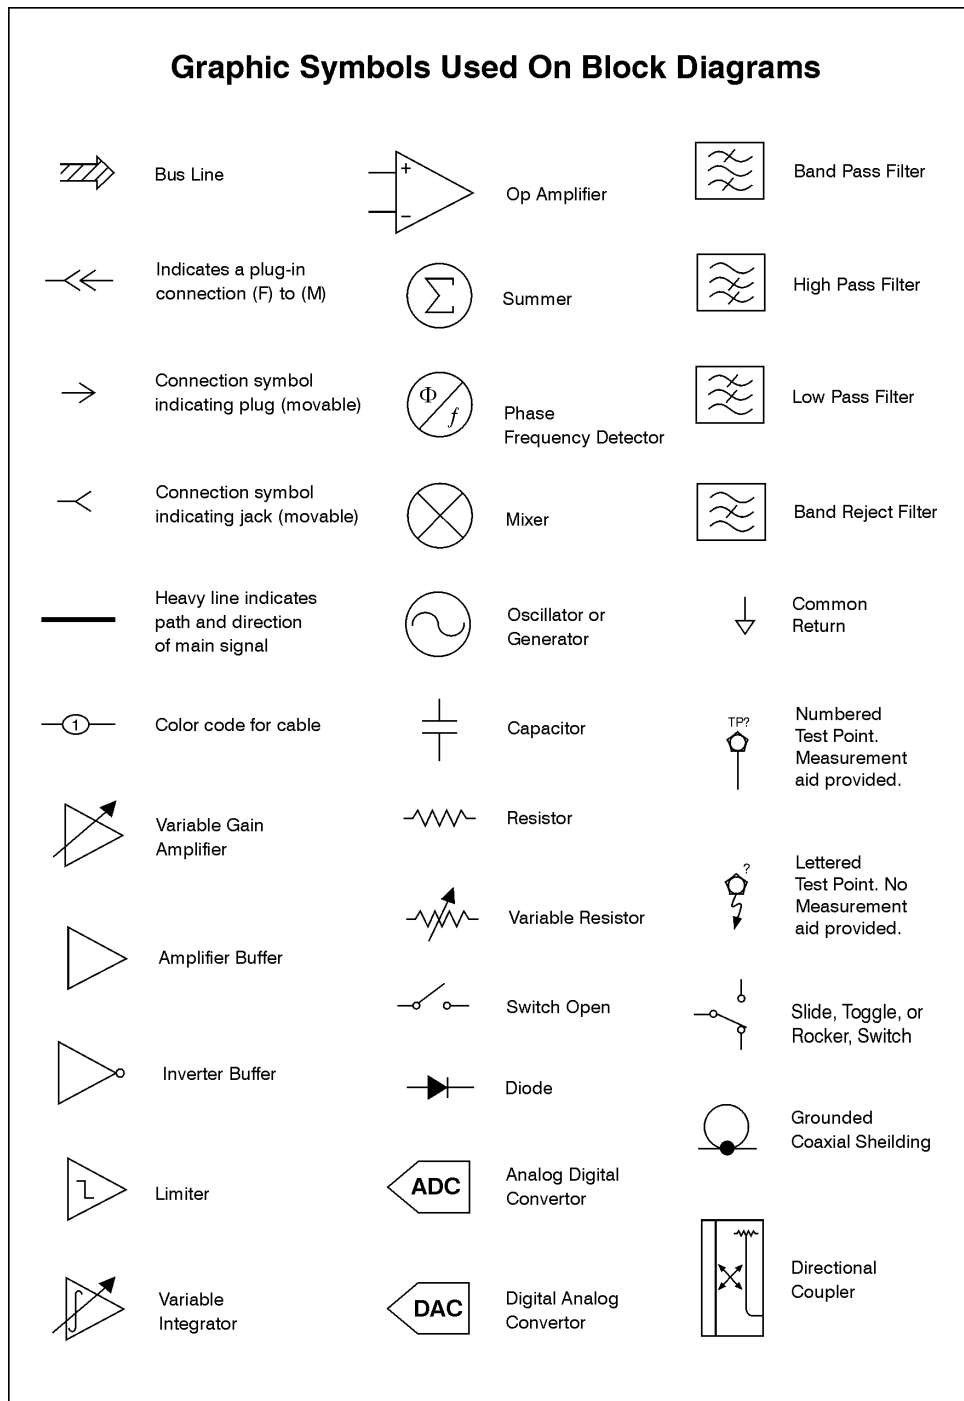 Graphic Symbols Used On Block Diagrams
Bus Line
Indicates a plug-in
connection (F) to (M)
Connection symbol
indicating plug (movable)
Connection symbol
indicating jack (movable)
Heavy line indicates
path and direction
of main signal
1
Color code for cable
Variable Gain
Amplifier
Amplifier Buffer
Inverter Buffer
Limiter
Variable
Integrator
+
−
Op Amplifier
Σ
Summer
Φ
f
Phase
Frequency Detector
Mixer
Oscillator or
Generator
Capacitor
Resistor
Variable Resistor
Switch Open
Diode
ADC
Analog Digital
Convertor
DAC
Digital Analog
Convertor
Band Pass Filter
High Pass Filter
Low Pass Filter
Band Reject Filter
Common
Return
TP?
Numbered
Test Point.
Measurement
aid provided.
?
Lettered
Test Point. No
Measurement
aid provided.
Slide, Toggle, or
Rocker, Switch
Grounded
Coaxial Sheilding
Directional
Coupler